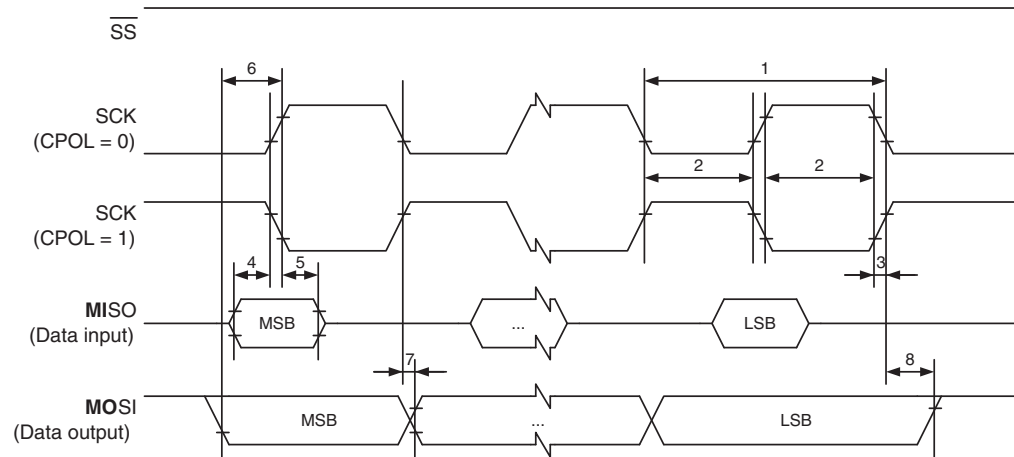 SS
6
1
SCK
(CPOL = 0)
2
2
SCK
(CPOL = 1)
4
5
3
MISO
(Data input)
MSB
...
LSB
7
8
MOSI
(Data output)
MSB
...
LSB